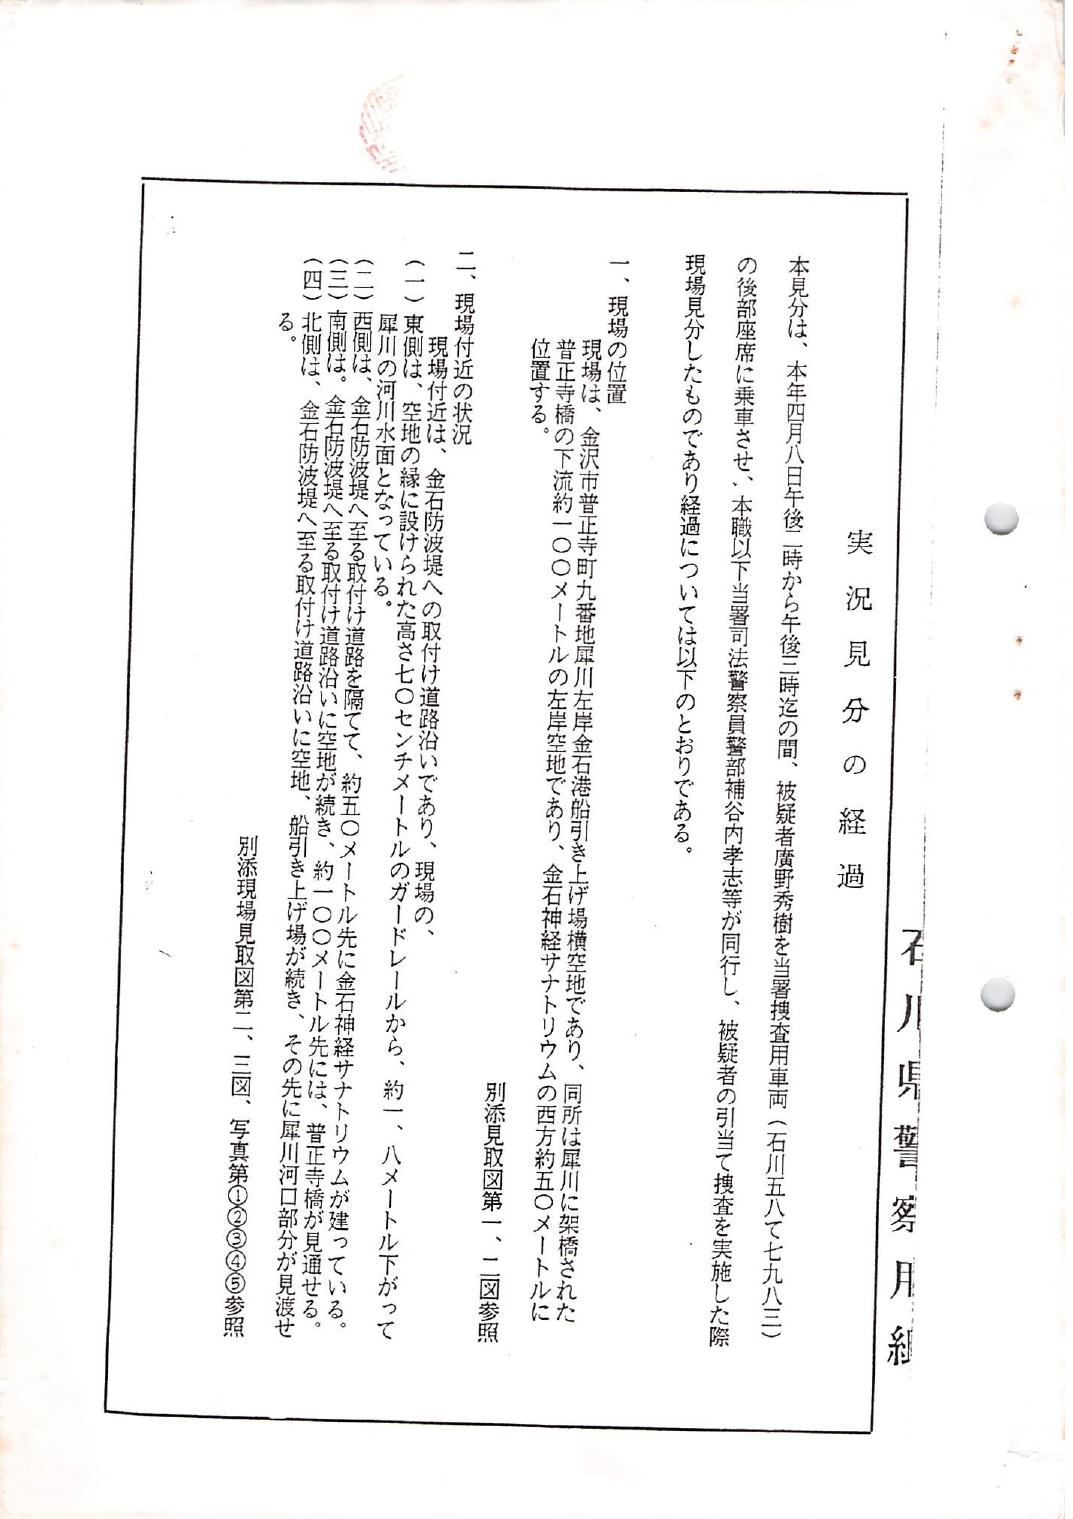 石川県警察用紙
実況見分の経過
本見分は、本年四月八日午後二時から午後三時迄の間、被疑者廣野秀樹を当署捜査用車両(石川五八て七九八三)
の後部座席に乗車させ、本職以下当署司法警察員警部補谷内孝志等が同行し、被疑者の引当て捜査を実施した際
現場見分したものであり経過については以下のとおりである。
一、現場の位置
現場は、金沢市普正寺町九番地犀川左岸金石港船引き上げ場横空地であり、同所は犀川に架橋された
普正寺橋の下流約一〇〇メートルの左岸空地であり、金石神経サナトリウムの西方約五〇メートルに
位置する。
別添見取図第一、二図参照
二、現場付近の状況
現場付近は、金石防波堤への取付け道路沿いであり、現場の、
(一)東側は、空地の縁に設けられた高さ七〇センチメートルのガードレールから、約一、八メートル下がって
犀川の河川水面となっている。
(二)西側は、金石防波堤へ至る取付け道路を隔てて、約五〇メートル先に金石神経サナトリウムが建っている。
(三)南側は。金石防波堤へ至る取付け道路沿いに空地が続き、約一〇〇メートル先には、普正寺橋が見通せる。
(四)北側は、金石防波堤へ至る取付け道路沿いに空地、船引き上げ場が続き、その先に犀川河口部分が見渡せ
る。
別添現場見取図第二、三図、写真第①②③④⑤参照